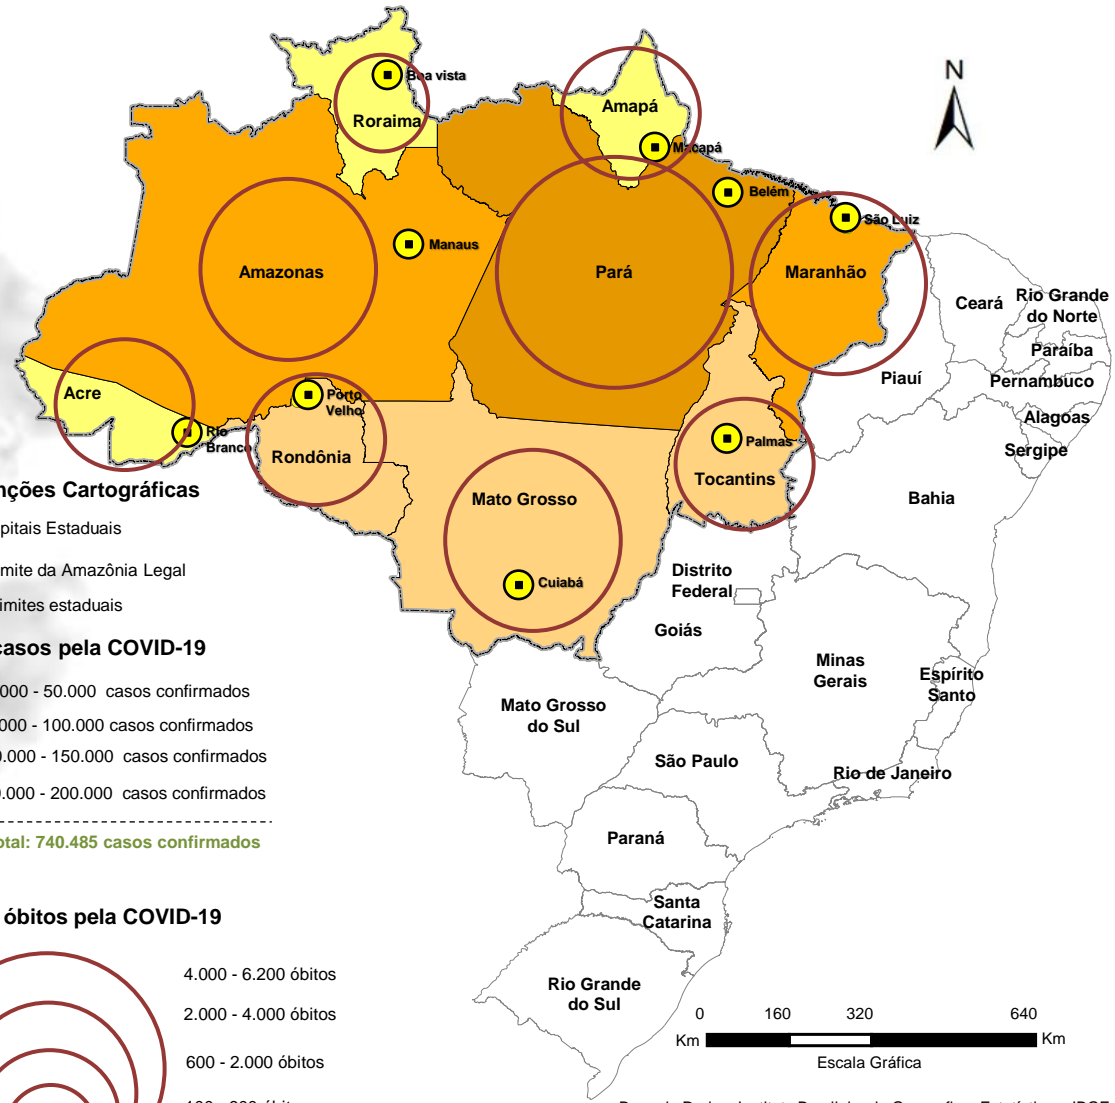 N
Boa vista
Roraima
Amapá
Macapá
Belém
São Luiz
Manaus
Amazonas
Pará
Maranhão
Ceará
Rio Grande
do Norte
Paraíba
Piauí
Pernambuco
Alagoas
Sergipe
Acre
Porto
Velho
Rio
Branco
Rondônia
Palmas
Tocantins
Mato Grosso
Bahia
Cuiabá
Distrito
Federal
Goiás
Minas
Gerais
Espírito
Santo
Mato Grosso
do Sul
São Paulo
Rio de Janeiro
Paraná
Santa
Catarina
Rio Grande
do Sul
nções Cartográficas
pitais Estaduais
mite da Amazônia Legal
imites estaduais
casos pela COVID-19
000 - 50.000 casos confirmados
000 - 100.000 casos confirmados
0.000 - 150.000 casos confirmados
0.000 - 200.000 casos confirmados
otal: 740.485 casos confirmados
óbitos pela COVID-19
4.000 - 6.200 óbitos
2.000 - 4.000 óbitos
600 - 2.000 óbitos
0 160 320 640
Km Km
Escala Gráfica